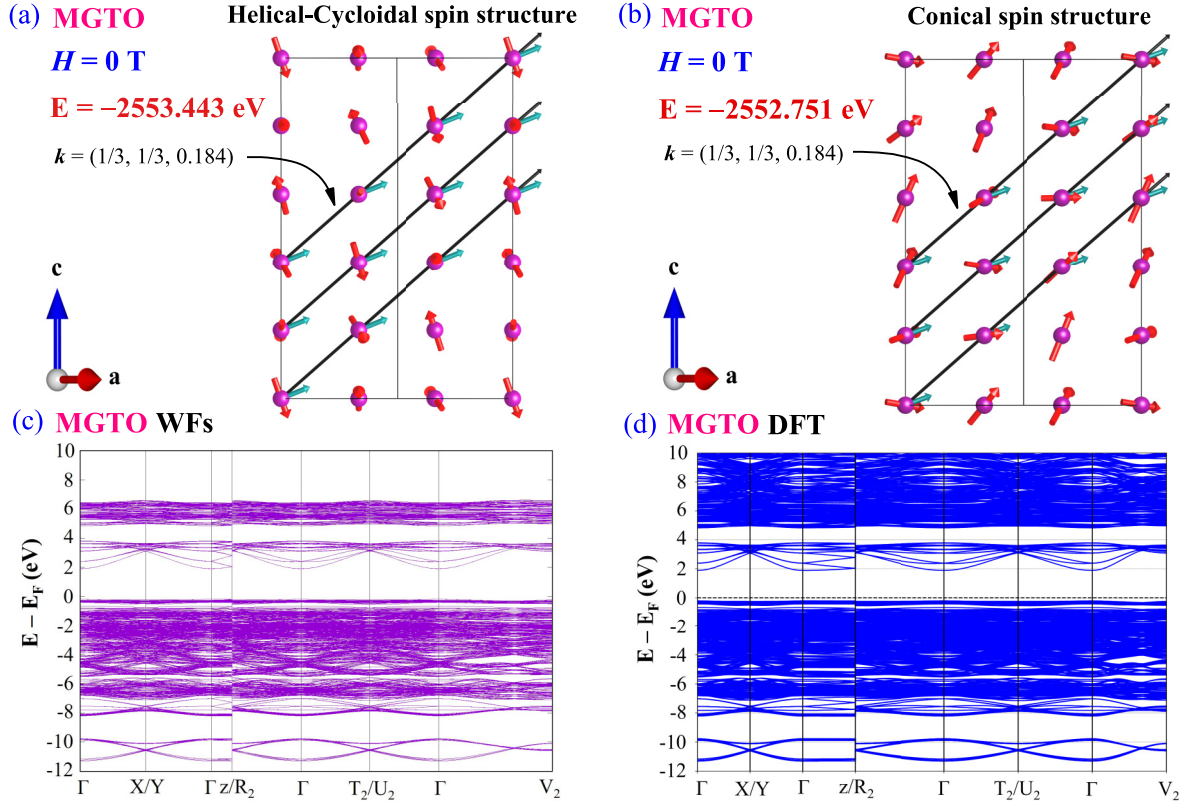 (a) MGTO Helical-Cycloidal spin structure
H = 0 T
E = −2553.443 eV
k = (1/3, 1/3, 0.184)
c
a
(b) MGTO Conical spin structure
H = 0 T
E = −2552.751 eV
k = (1/3, 1/3, 0.184)
c
a
(c) MGTO WFs
E − E_F (eV)
10
8
6
4
2
0
-2
-4
-6
-8
-10
-12
Γ X/Y Γ z/R₂ Γ T₂/U₂ Γ V₂
(d) MGTO DFT
E − E_F (eV)
10
8
6
4
2
0
-2
-4
-6
-8
-10
-12
Γ X/Y Γ z/R₂ Γ T₂/U₂ Γ V₂